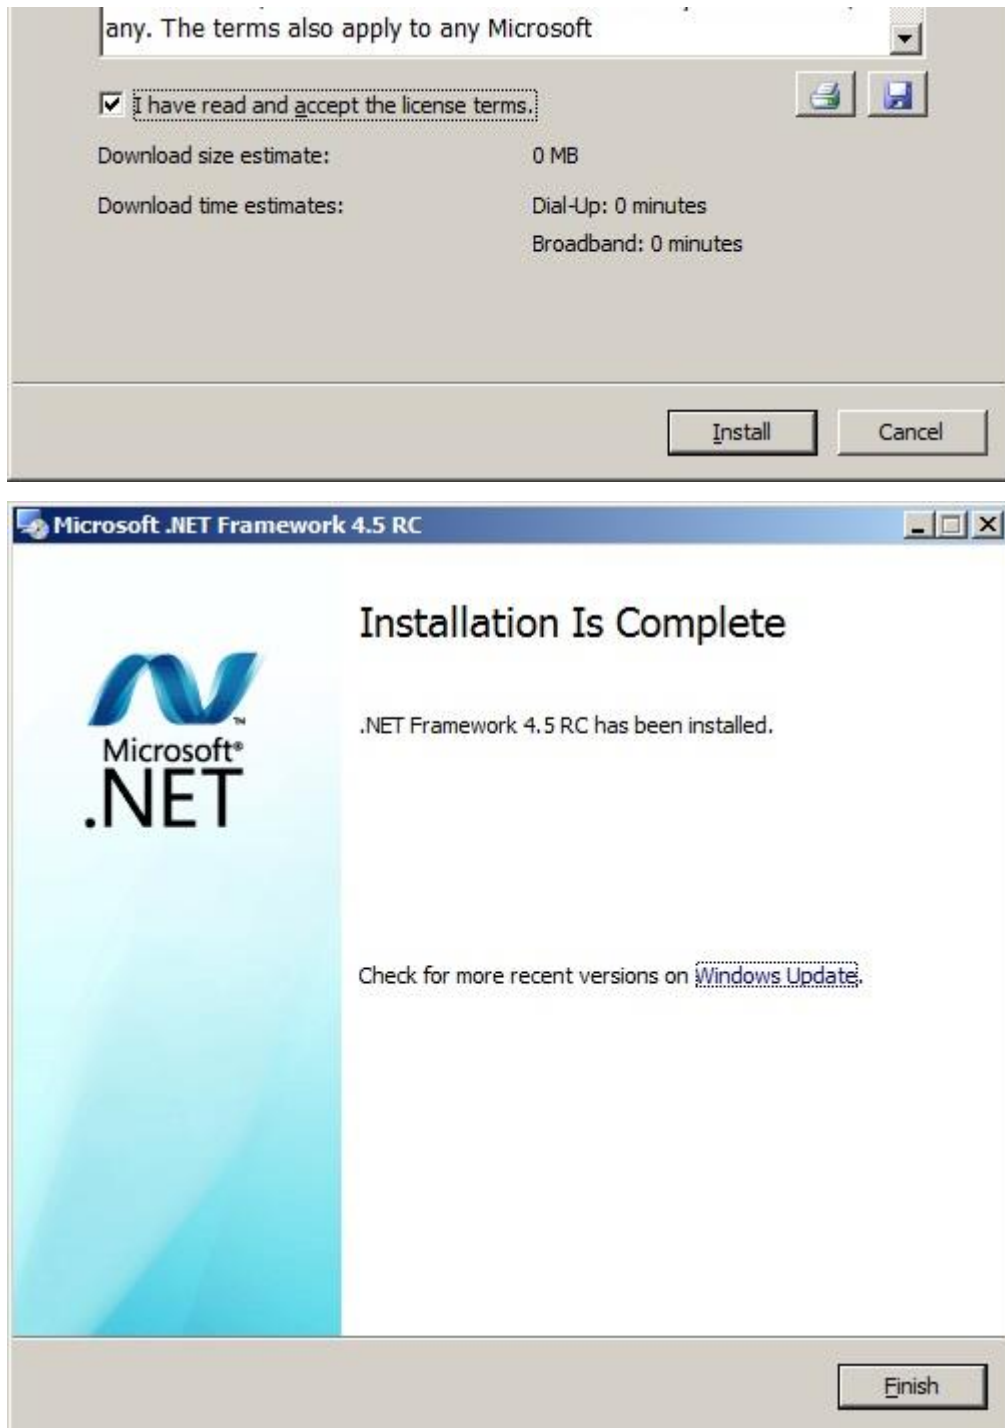 any. The terms also apply to any Microsoft
I have read and accept the license terms.
Download size estimate: 0 MB
Download time estimates: Dial-Up: 0 minutes
Broadband: 0 minutes
Install Cancel
Microsoft .NET Framework 4.5 RC
Installation Is Complete
.NET Framework 4.5 RC has been installed.
Microsoft®
.NET
Check for more recent versions on Windows Update.
Finish